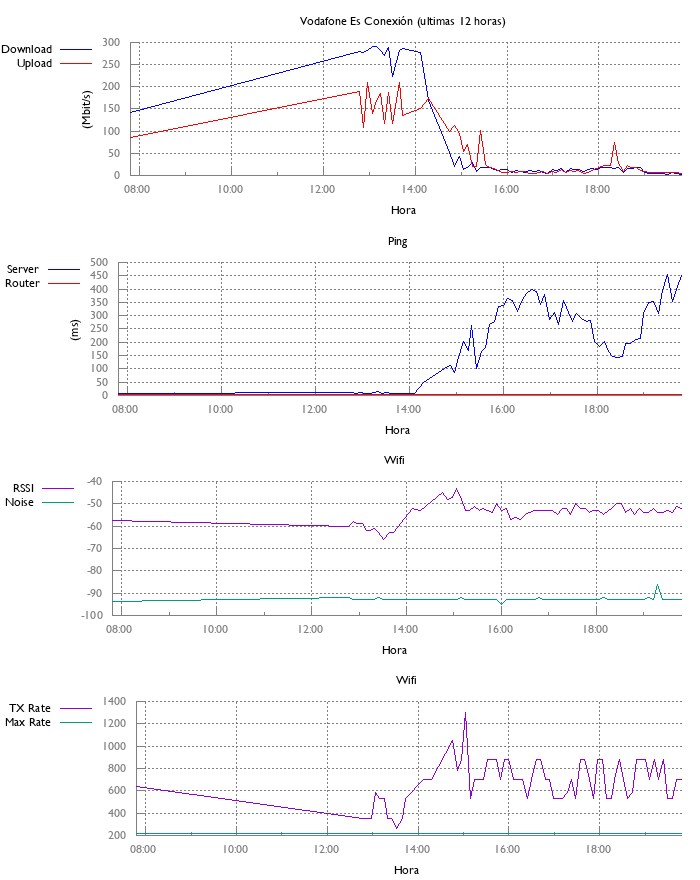 Vodafone Es Conexión (ultimas 12 horas)
Download
Upload
(Mbit/s)
300
250
200
150
100
50
0
08:00 10:00 12:00 14:00 16:00 18:00
Hora
Ping
Server
Router
(ms)
500
450
400
350
300
250
200
150
100
50
0
08:00 10:00 12:00 14:00 16:00 18:00
Hora
Wifi
RSSI
Noise
-40
-50
-60
-70
-80
-90
-100
08:00 10:00 12:00 14:00 16:00 18:00
Hora
Wifi
TX Rate
Max Rate
1400
1200
1000
800
600
400
200
08:00 10:00 12:00 14:00 16:00 18:00
Hora